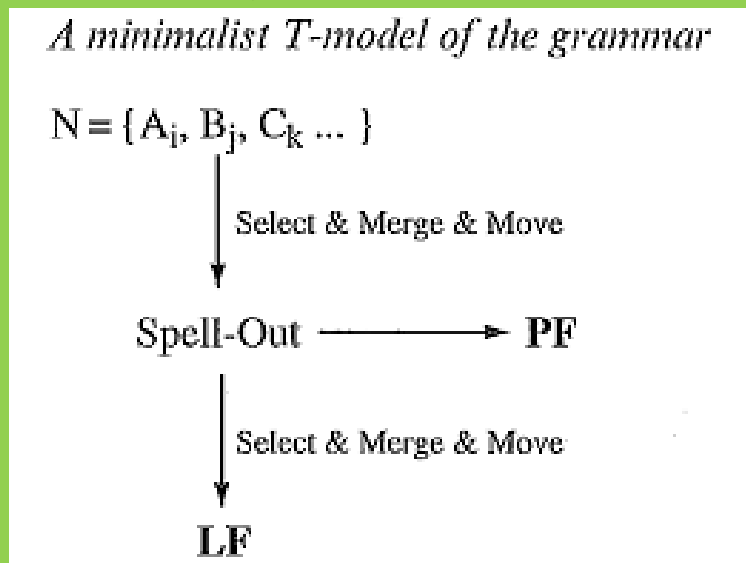 A minimalist T-model of the grammar
N = {Ai, Bj, Ck ... }
Select & Merge & Move
Spell-Out
PF
Select & Merge & Move
LF